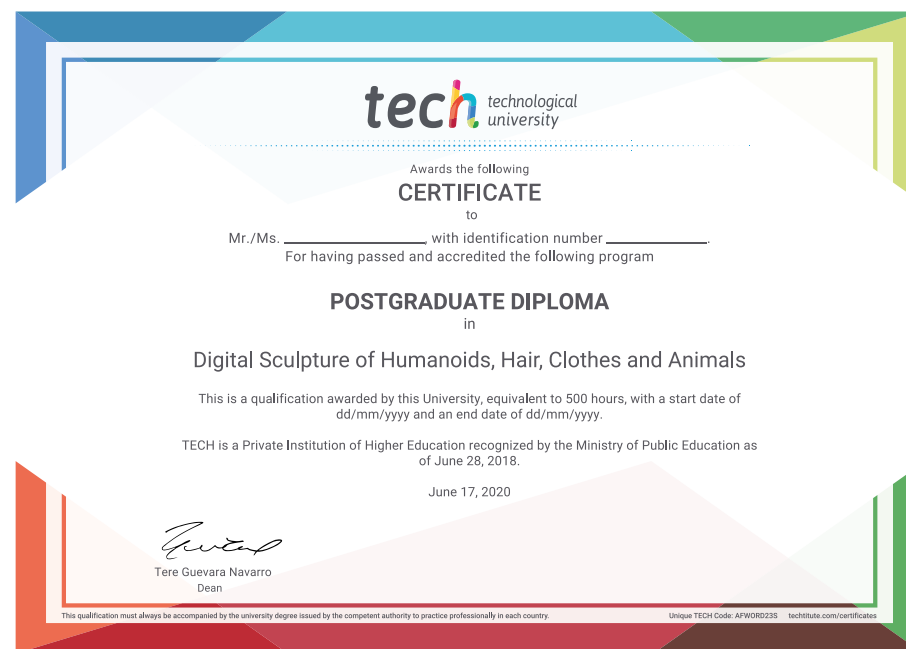 tech technological
university
Awards the following
CERTIFICATE
to
Mr./Ms. ____________, with identification number _________.
For having passed and accredited the following program
POSTGRADUATE DIPLOMA
in
Digital Sculpture of Humanoids, Hair, Clothes and Animals
This is a qualification awarded by this University, equivalent to 500 hours, with a start date of
dd/mm/yyyy and an end date of dd/mm/yyyy.
TECH is a Private Institution of Higher Education recognized by the Ministry of Public Education as
of June 28, 2018.
June 17, 2020
Tere Guevara Navarro
Dean
This qualification must always be accompanied by the university degree issued by the competent authority to practice professionally in each country.
Unique TECH Code: AFWORD23S techtitute.com/certificates